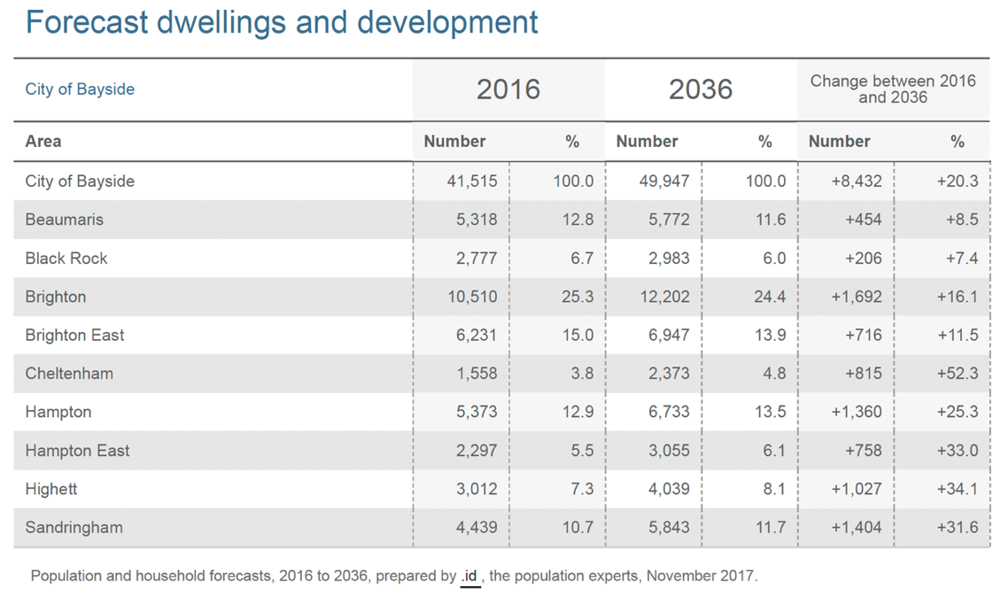 Forecast dwellings and development
City of Bayside 2016 2036 Change between 2016
and 2036
Area Number % Number % Number %
City of Bayside 41,515 100.0 49,947 100.0 +8,432 +20.3
Beaumaris 5,318 12.8 5,772 11.6 +454 +8.5
Black Rock 2,777 6.7 2,983 6.0 +206 +7.4
Brighton 10,510 25.3 12,202 24.4 +1,692 +16.1
Brighton East 6,231 15.0 6,947 13.9 +716 +11.5
Cheltenham 1,558 3.8 2,373 4.8 +815 +52.3
Hampton 5,373 12.9 6,733 13.5 +1,360 +25.3
Hampton East 2,297 5.5 3,055 6.1 +758 +33.0
Highett 3,012 7.3 4,039 8.1 +1,027 +34.1
Sandringham 4,439 10.7 5,843 11.7 +1,404 +31.6
Population and household forecasts, 2016 to 2036, prepared by .id , the population experts, November 2017.